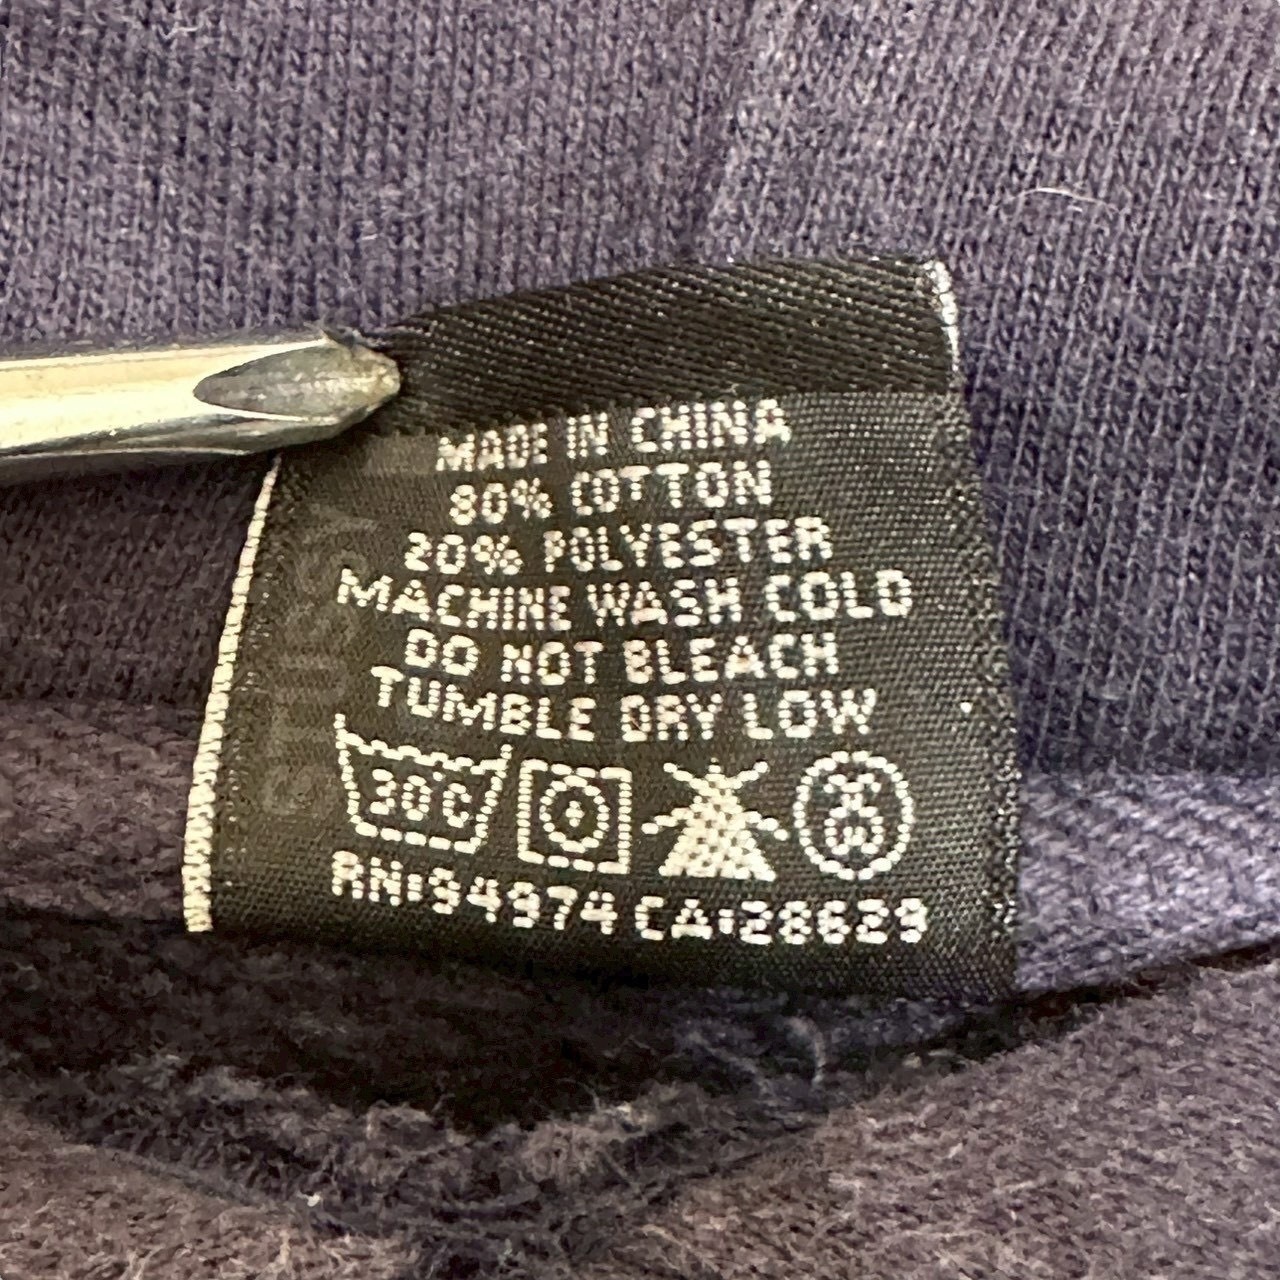 MADE IN CHINA
80% COTTON
20% POLYESTER
MACHINE WASH COLD
DO NOT BLEACH
TUMBLE DRY LOW
30°C
RN:94974 CA:28629